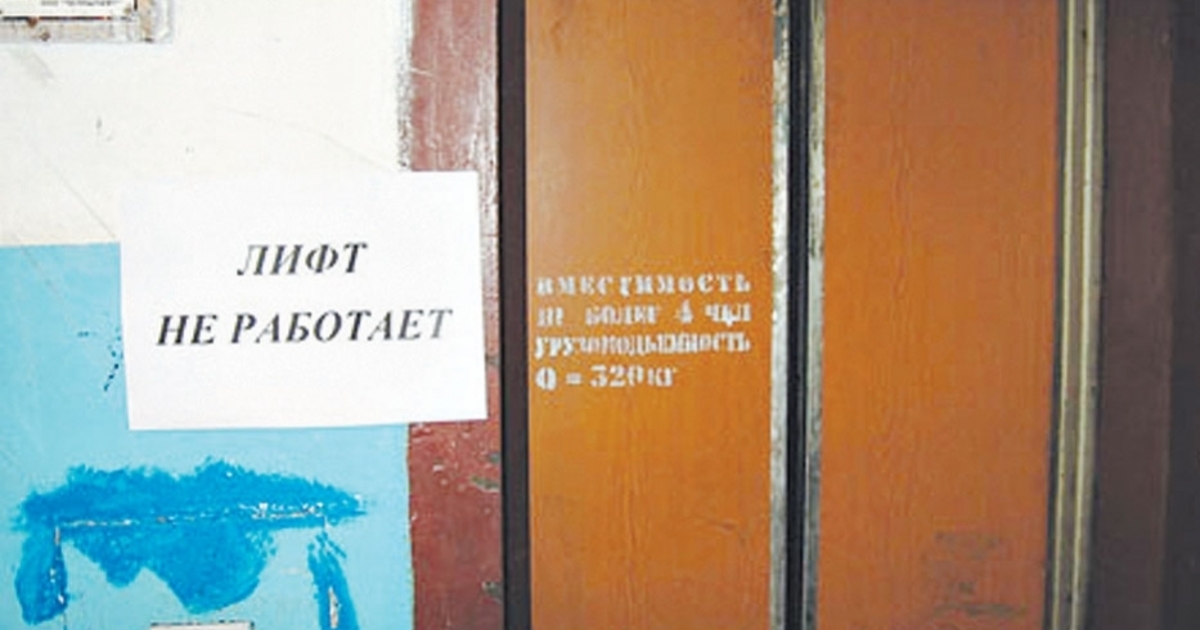 ЛИФТ
НЕ РАБОТАЕТ
ВМЕСТИМОСТЬ
НЕ БОЛЕЕ 4 ЧЕЛ
ГРУЗОПОДЪЕМНОСТЬ
Q = 320 КГ